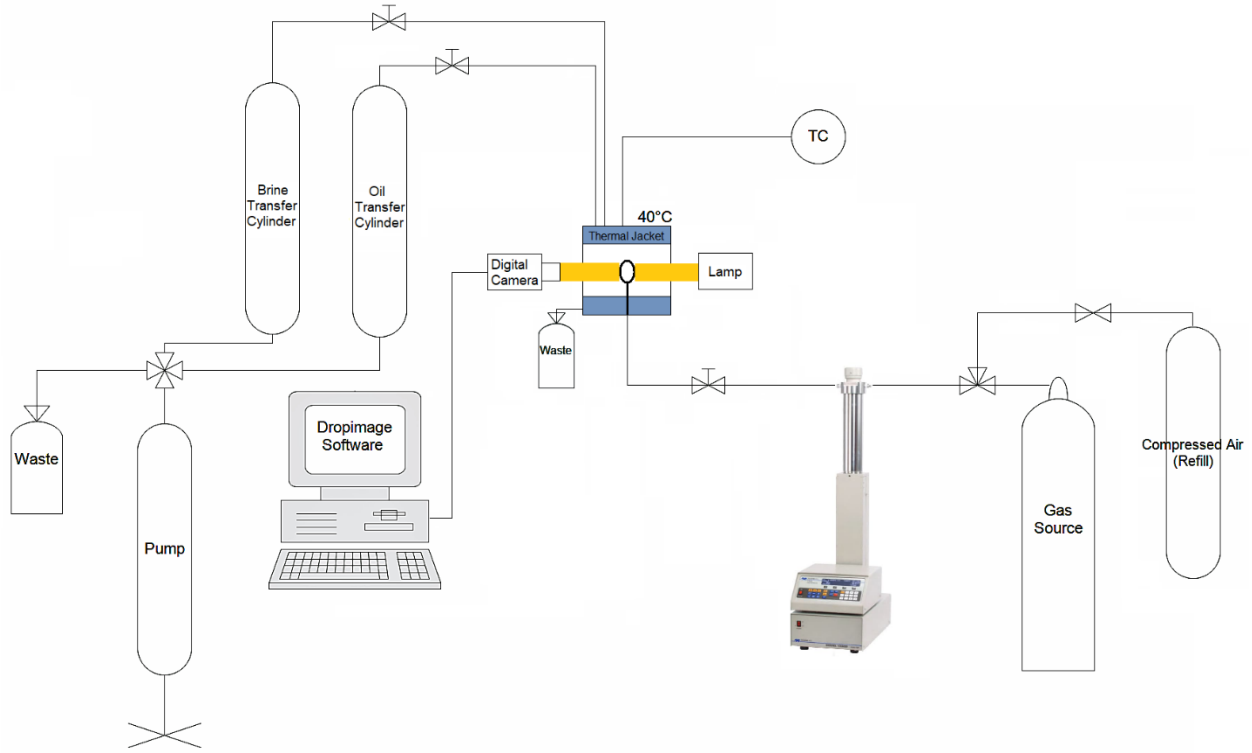 TC
Brine
Transfer
Cylinder
Oil
Transfer
Cylinder
40°C
Thermal Jacket
Digital
Camera
Lamp
Waste
Dropimage
Software
Waste
Pump
Compressed Air
(Refill)
Gas
Source